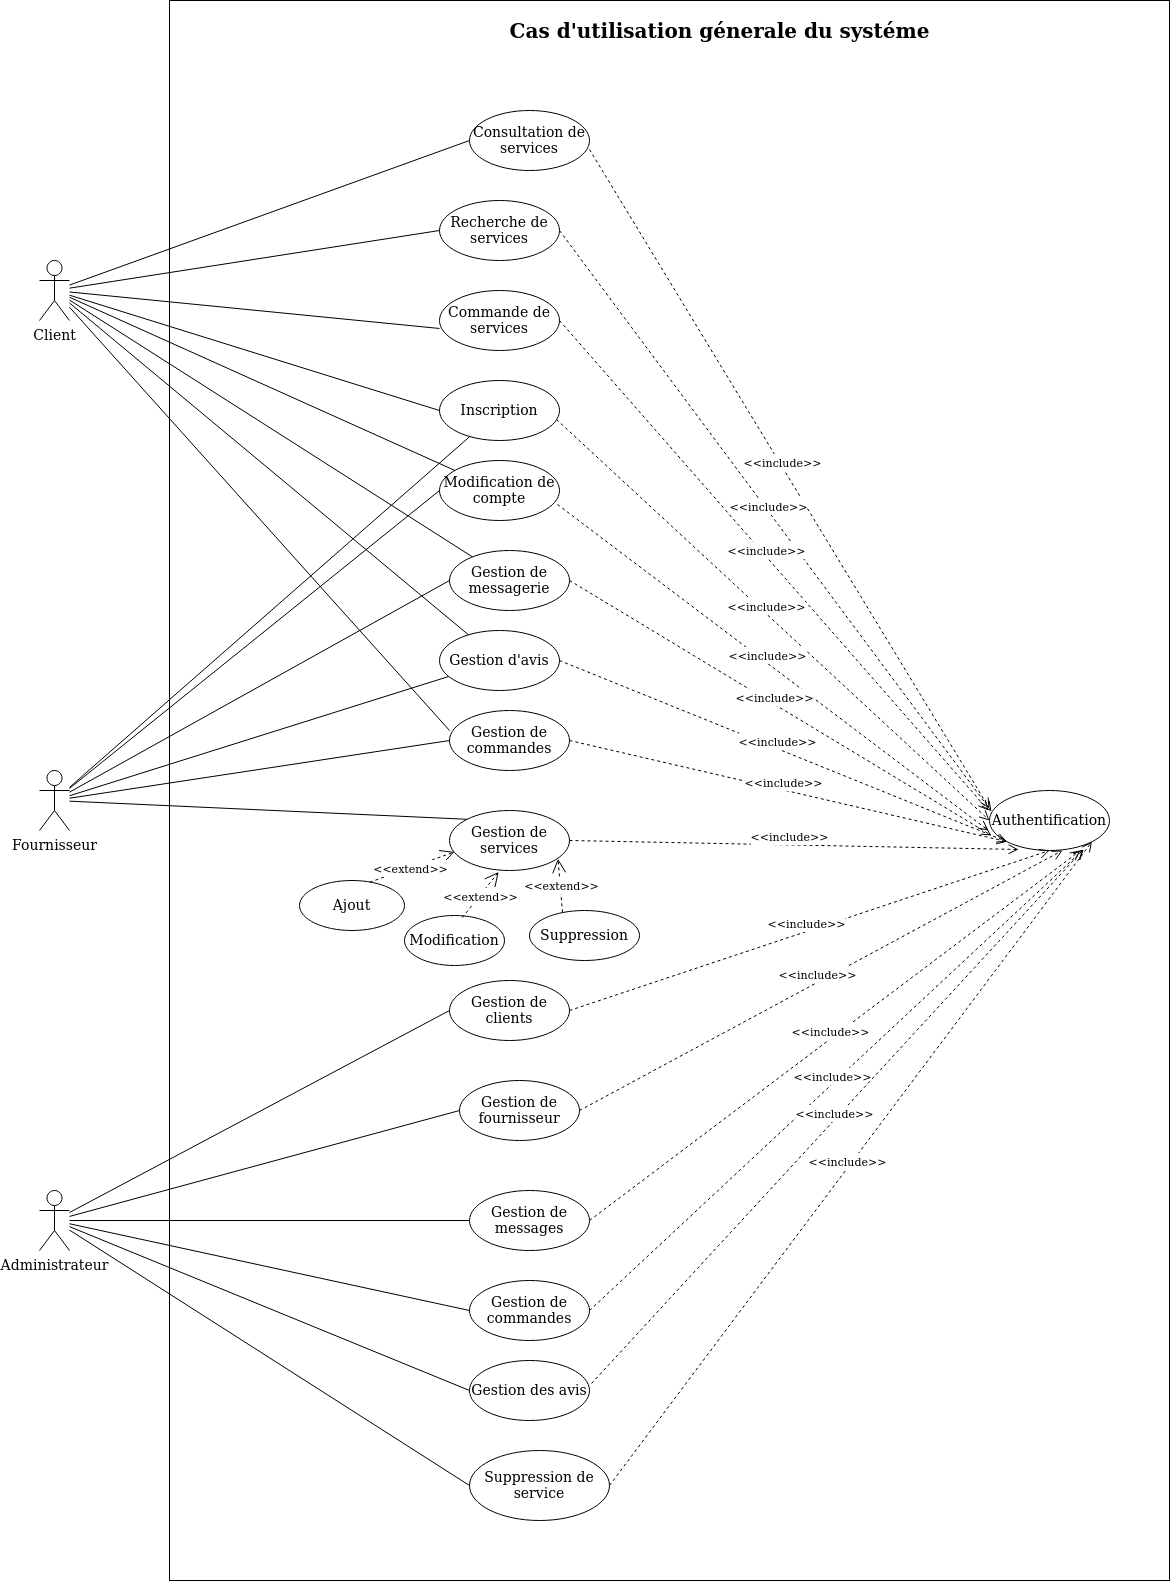 Cas d'utilisation génerale du systéme
Consultation de
services
Recherche de
services
Client
Commande de
services
Inscription
<<include>>
Modification de
compte
<<include>>
<<include>>
Gestion de
messagerie
<<include>>
Gestion d'avis
<<include>>
<<include>>
Gestion de
commandes
<<include>>
<<include>>
Fournisseur
Authentification
Gestion de
services
<<include>>
<<extend>>
<<extend>>
<<extend>>
Ajout
Modification
Suppression
<<include>>
<<include>>
Gestion de
clients
<<include>>
<<include>>
Gestion de
fournisseur
<<include>>
<<include>>
Gestion de
messages
Administrateur
Gestion de
commandes
Gestion des avis
Suppression de
service